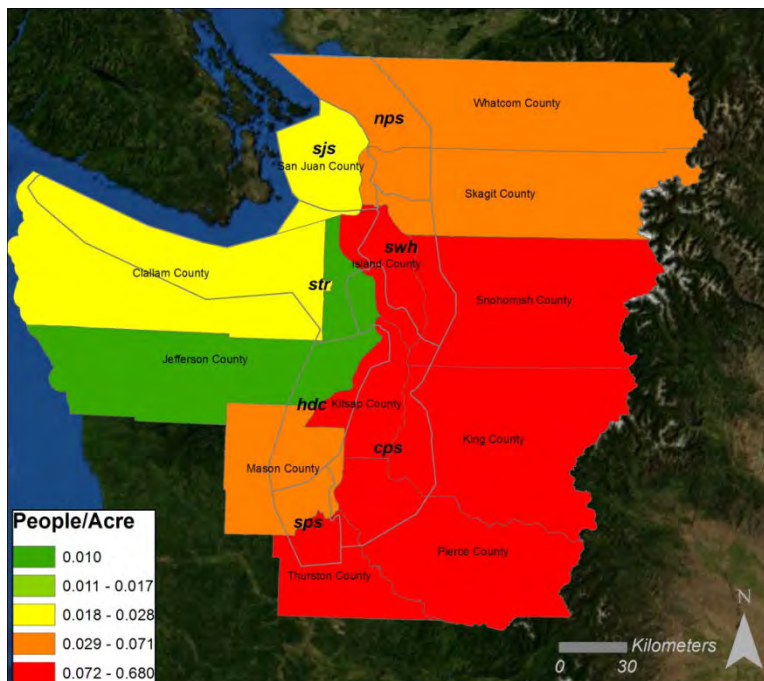 Whatcom County
nps
sjs
San Juan County
Skagit County
swh
Island County
Clallam County
str
Snohomish County
Jefferson County
hdc
Kitsap County
King County
cps
Mason County
sps
Pierce County
Thurston County
People/Acre
0.010
0.011 - 0.017
0.018 - 0.028
0.029 - 0.071
0.072 - 0.680
N
Kilometers
0 30